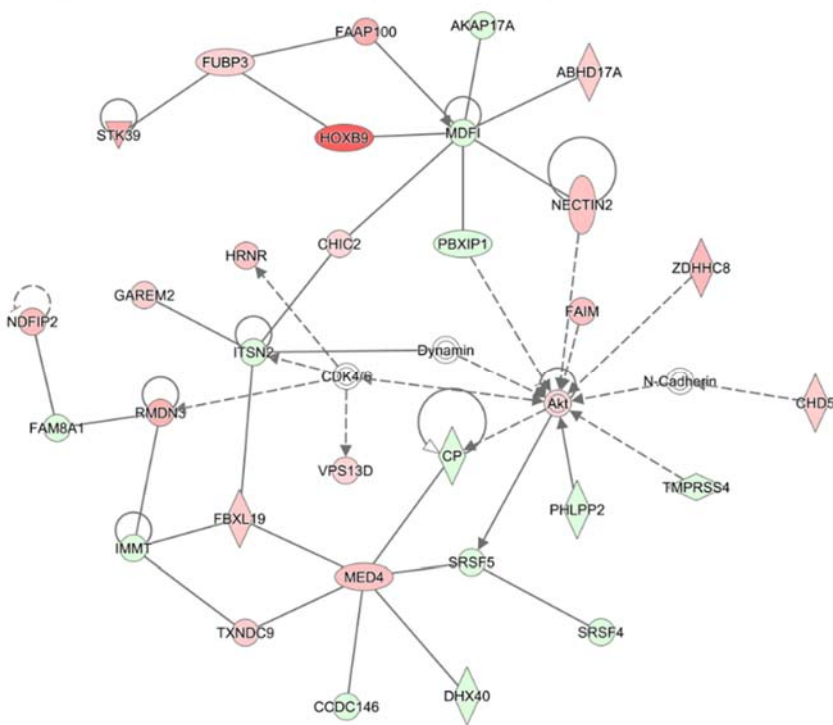 AKAP17A
FAAP100
FUBP3
ABHD17A
STK39
HOXB9
MDFI
NECTIN2
PBXIP1
CHIC2
HRNR
ZDHHC8
GAREM2
NDFIP2
FAIM
ITSN2
Dynamin
CDK4/6
N-Cadherin
Akt
CHD5
RMDN3
FAM8A1
CP
VPS13D
TMPRSS4
PHLPP2
FBXL19
IMMT
SRSF5
MED4
TXNDC9
SRSF4
CCDC146
DHX40